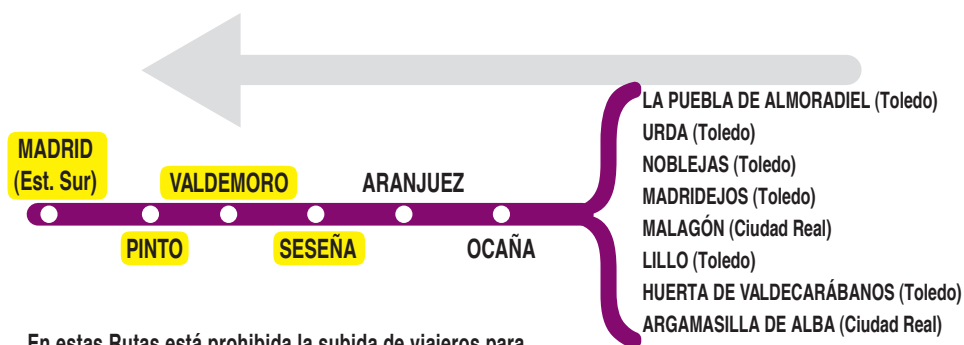 MADRID
(Est. Sur)
PINTO
VALDEMORO
SESEÑA
ARANJUEZ
OCAÑA
LA PUEBLA DE ALMORADIEL (Toledo)
URDA (Toledo)
NOBLEJAS (Toledo)
MADRIDEJOS (Toledo)
MALAGÓN (Ciudad Real)
LILLO (Toledo)
HUERTA DE VALDECARÁBANOS (Toledo)
ARGAMASILLA DE ALBA (Ciudad Real)
En estas Rutas está prohibida la subida de viajeros para